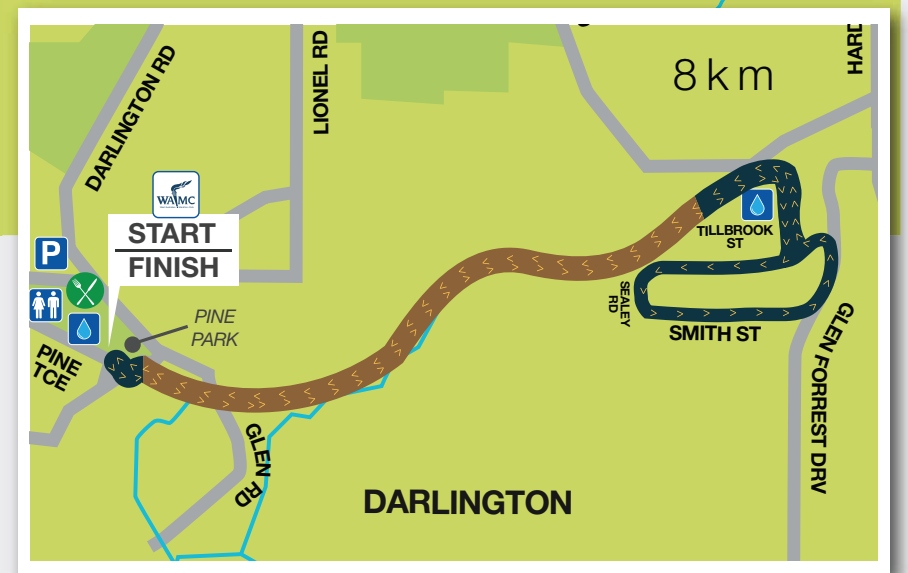 DARLINGTON RD
LIONEL RD
8km
HARD
WAMC
START
FINISH
P
TILLBROOK
ST
SEALEY
RD
SMITH ST
PINE
PARK
PINE
TCE
GLEN FORREST DRV
GLEN
RD
DARLINGTON